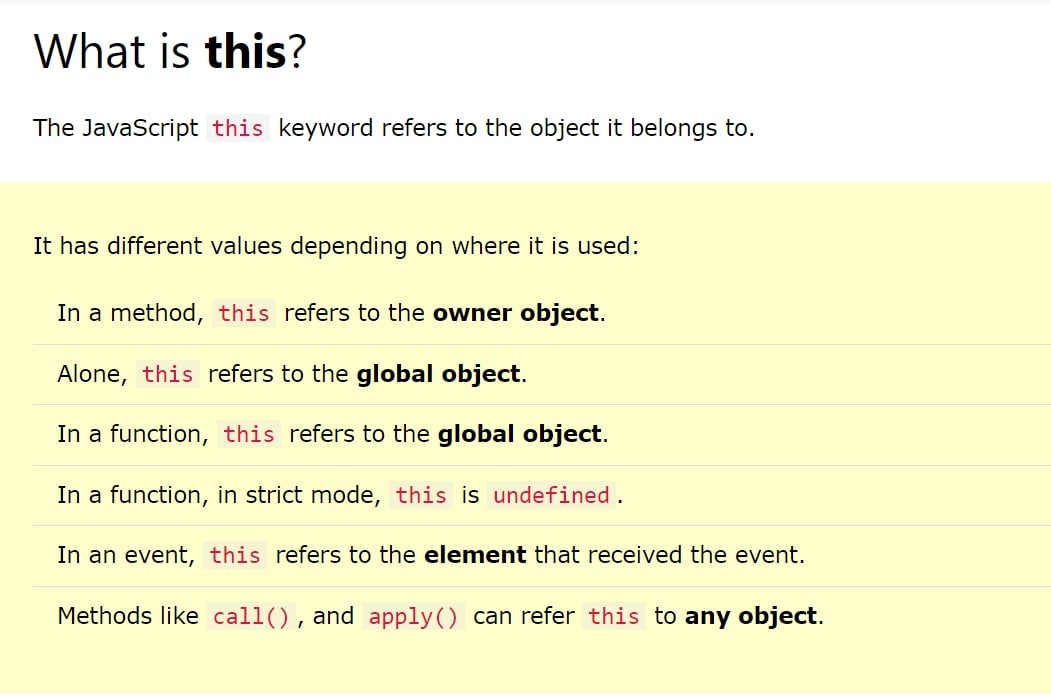 What is this?
The JavaScript this keyword refers to the object it belongs to.
It has different values depending on where it is used:
In a method, this refers to the owner object.
Alone, this refers to the global object.
In a function, this refers to the global object.
In a function, in strict mode, this is undefined.
In an event, this refers to the element that received the event.
Methods like call(), and apply() can refer this to any object.